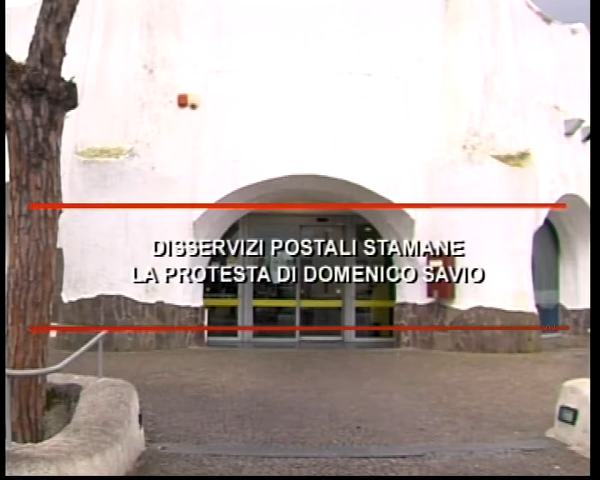 DISSERVIZI POSTALI STAMANE
LA PROTESTA DI DOMENICO SAVIO